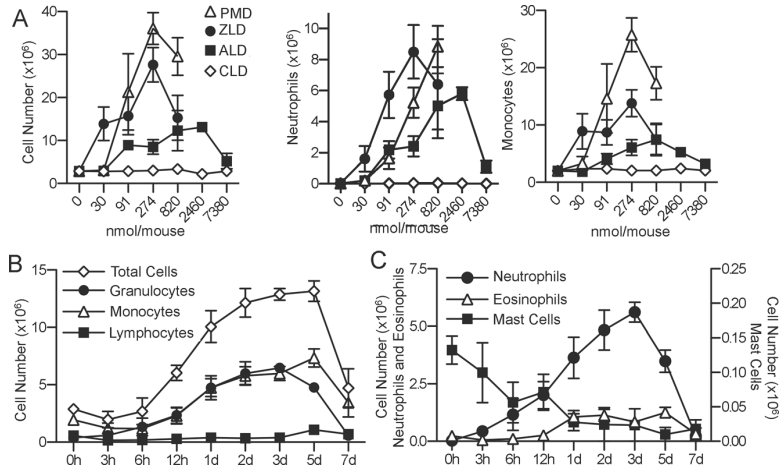 A
PMD
ZLD
ALD
CLD
Cell Number (x10⁶)
40
30
20
10
0
0
30
91
274
820
2460
7380
nmol/mouse
Neutrophils (x10⁶)
10
8
6
4
2
0
0
30
91
274
820
2460
7380
nmol/mouse
Monocytes (x10⁶)
30
20
10
0
0
30
91
274
820
2460
7380
nmol/mouse
B
Total Cells
Granulocytes
Monocytes
Lymphocytes
Cell Number (x10⁶)
15
10
5
0
0h
3h
6h
12h
1d
2d
3d
5d
7d
C
Neutrophils
Eosinophils
Mast Cells
Cell Number (x10⁶)
Neutrophils and Eosinophils
7.5
5.0
2.5
0.0
0h
3h
6h
12h
1d
2d
3d
5d
7d
0.25
0.20
0.15
0.10
0.05
0.00
Cell Number (x10⁶)
Mast Cells